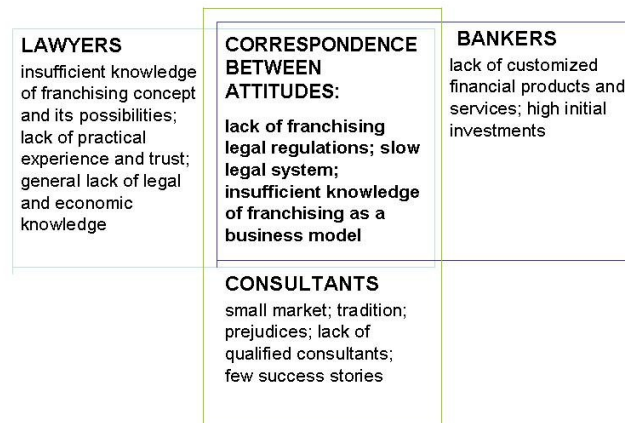 LAWYERS
insufficient knowledge
of franchising concept
and its possibilities;
lack of practical
experience and trust;
general lack of legal
and economic
knowledge
CORRESPONDENCE
BETWEEN
ATTITUDES:
lack of franchising
legal regulations; slow
legal system;
insufficient knowledge
of franchising as a
business model
BANKERS
lack of customized
financial products and
services; high initial
investments
CONSULTANTS
small market; tradition;
prejudices; lack of
qualified consultants;
few success stories